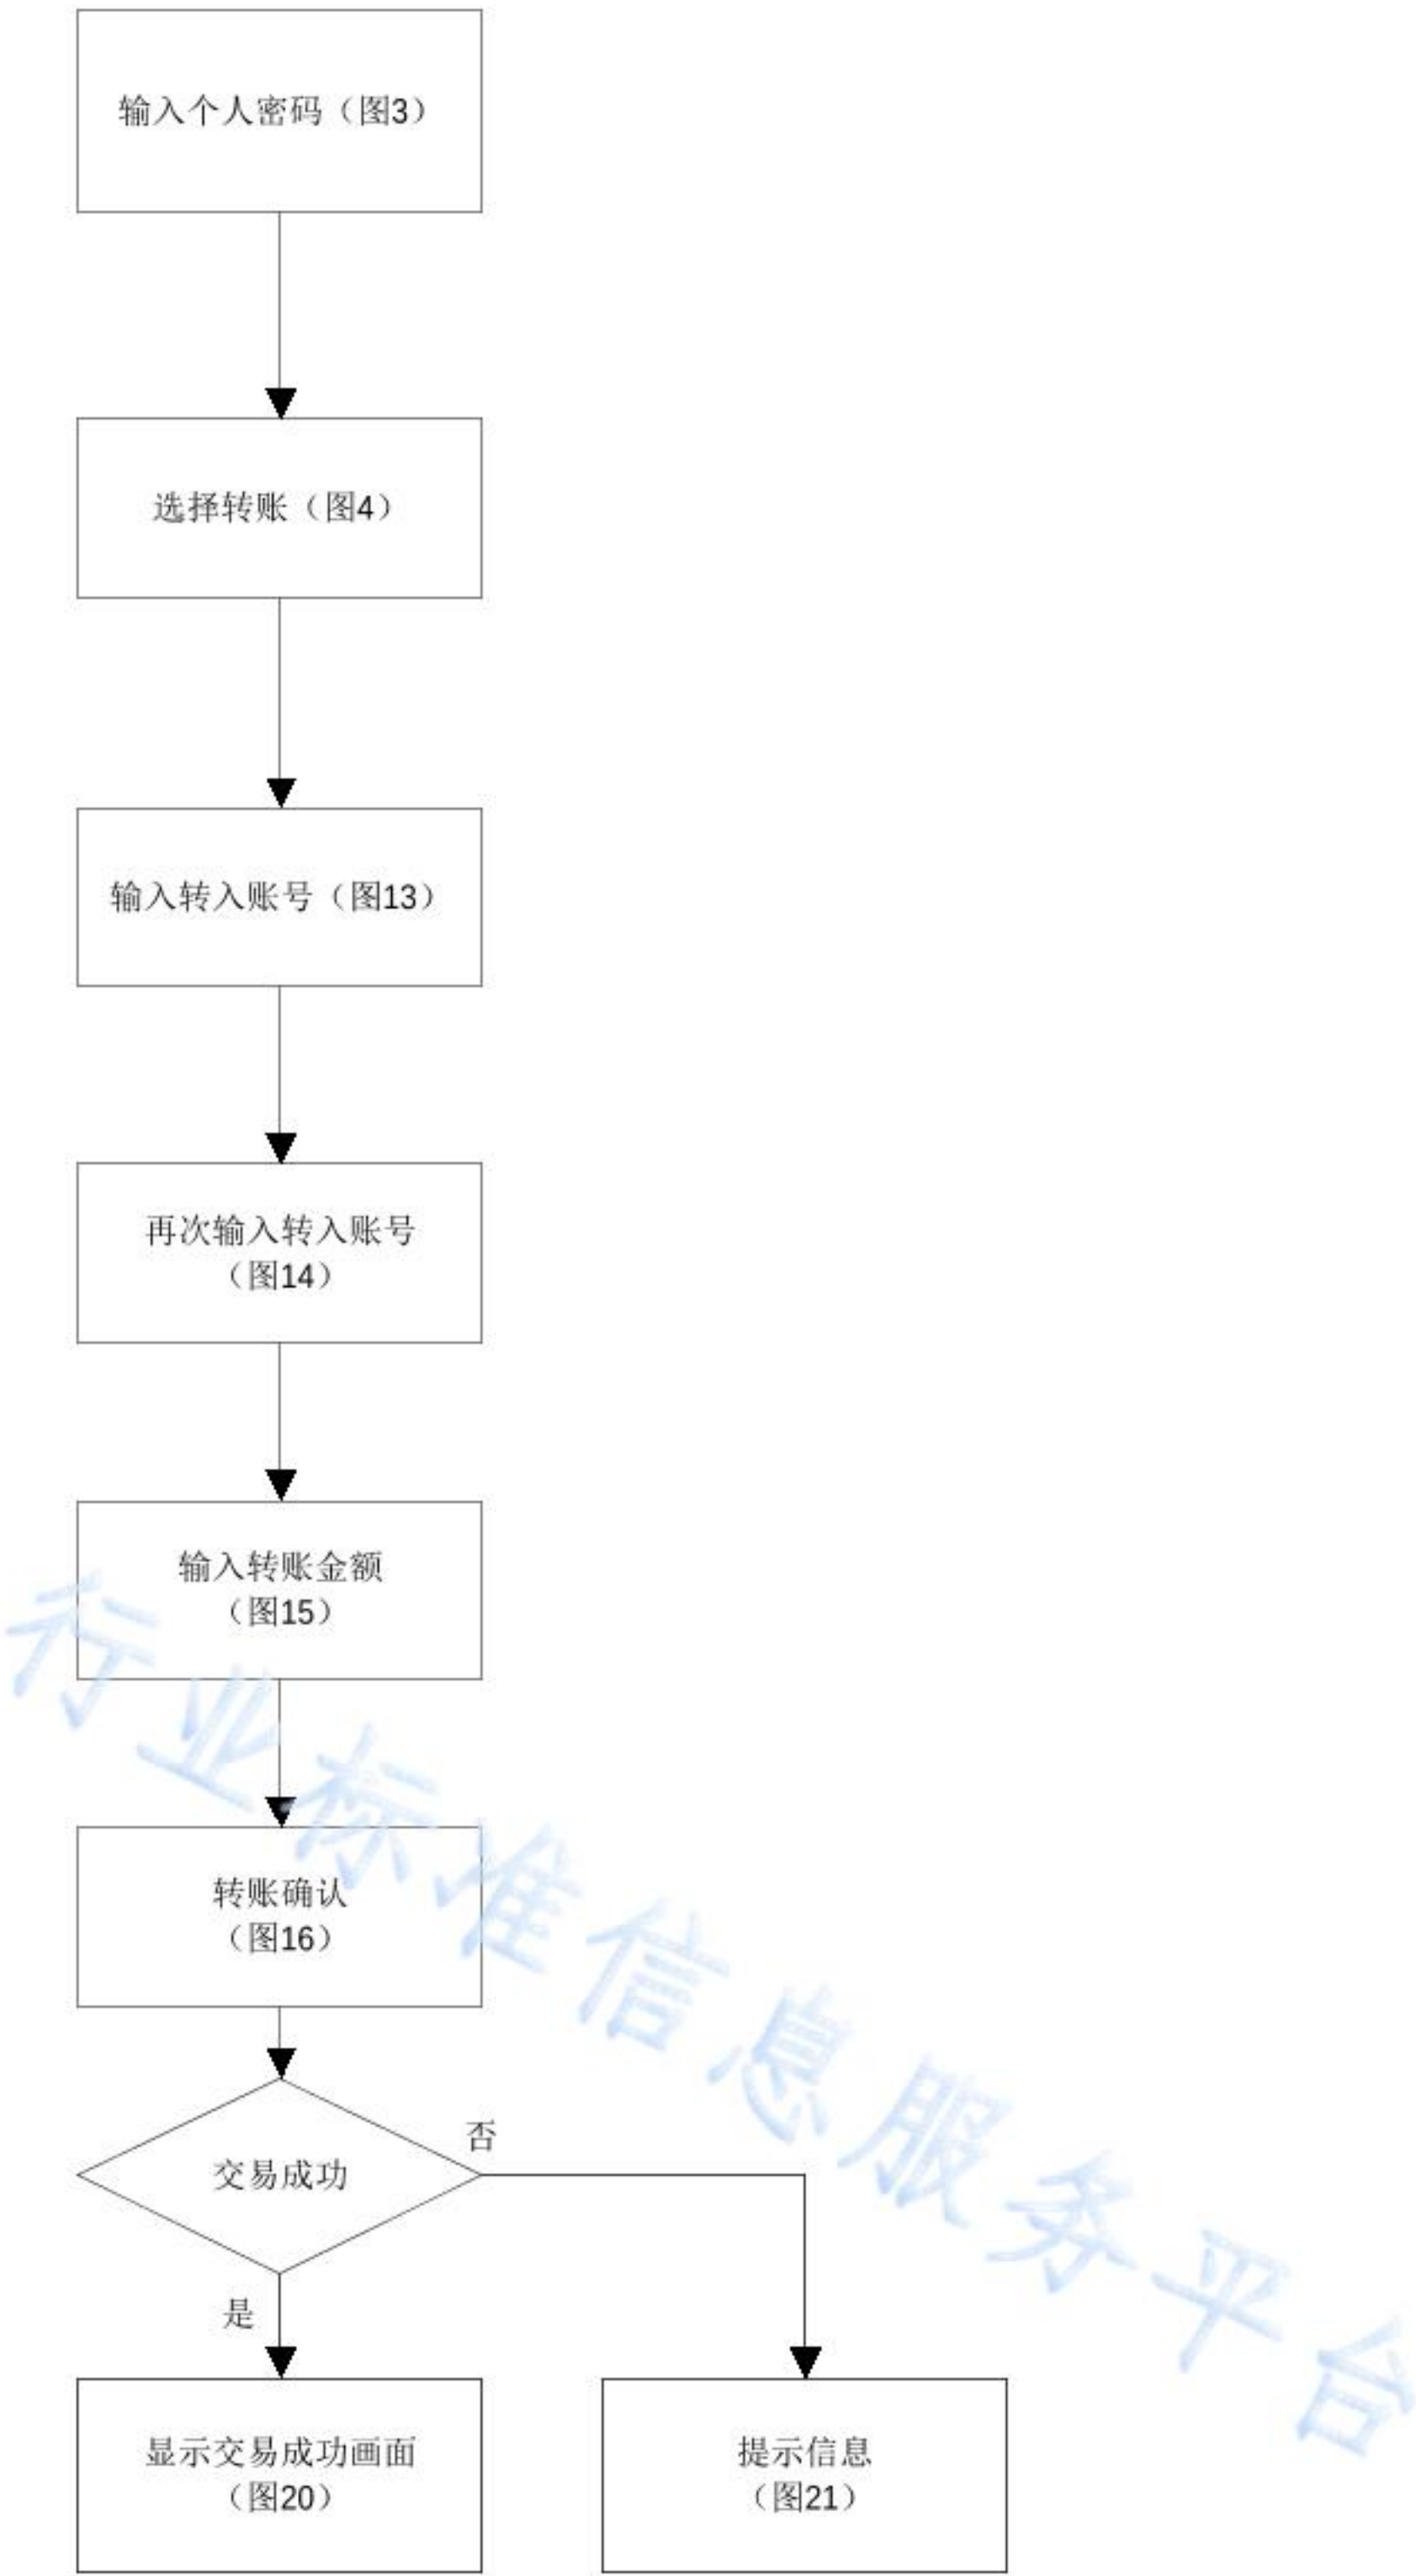 输入个人密码（图3）
选择转账（图4）
输入转入账号（图13）
再次输入转入账号
（图14）
输入转账金额
（图15）
转账确认
（图16）
交易成功
否
是
显示交易成功画面
（图20）
提示信息
（图21）
行业标准信息服务平台